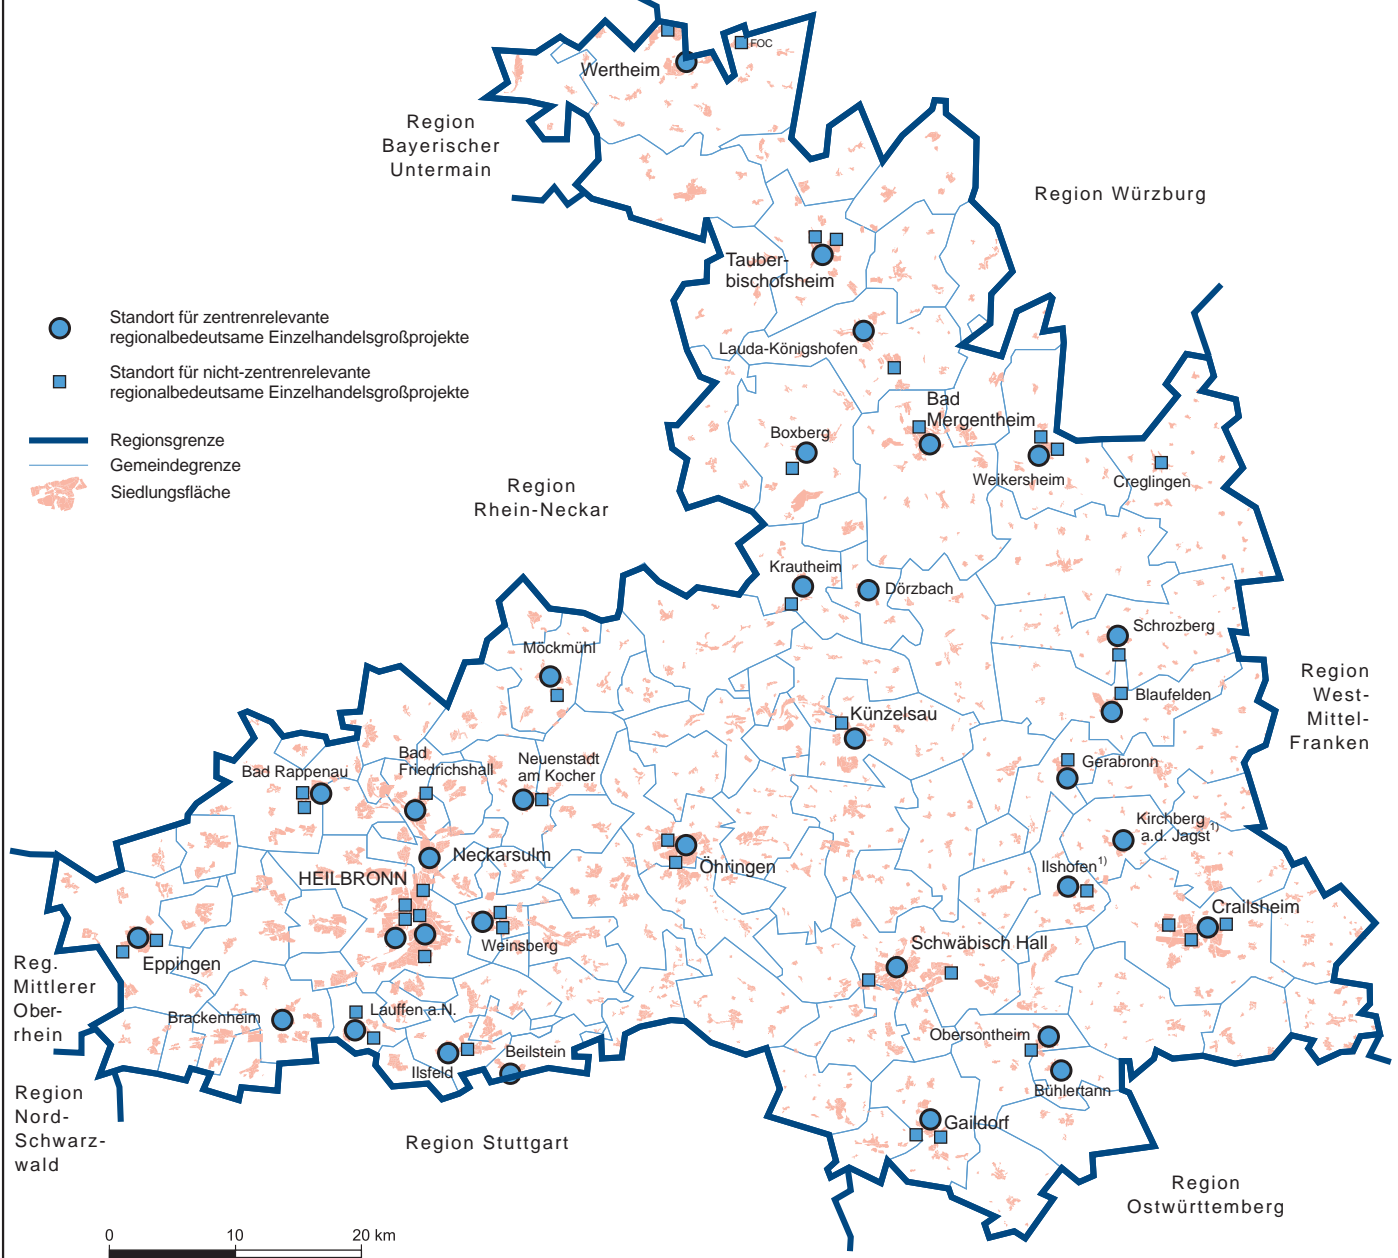 FOC
Wertheim
Region
Bayerischer
Untermain
Region Würzburg
Tauber-
bischofsheim
Standort für zentrenrelevante
regionalbedeutsame Einzelhandelsgroßprojekte
Standort für nicht-zentrenrelevante
regionalbedeutsame Einzelhandelsgroßprojekte
Regionsgrenze
Gemeindegrenze
Siedlungsfläche
Lauda-Königshofen
Bad
Mergentheim
Boxberg
Weikersheim
Creglingen
Region
Rhein-Neckar
Krautheim
Dörzbach
Schrozberg
Möckmühl
Blaufelden
Region
West-
Mittel-
Franken
Künzelsau
Bad
Friedrichshall
Neuenstadt
am Kocher
Bad Rappenau
Gerabronn
Kirchberg
a.d. Jagst 1)
Neckarsulm
HEILBRONN
Öhringen
Ilshofen 1)
Crailsheim
Weinsberg
Schwäbisch Hall
Eppingen
Reg.
Mittlerer
Ober-
rhein
Brackenheim
Lauffen a.N.
Obersontheim
Beilstein
Ilsfeld
Bühlertann
Region
Nord-
Schwarz-
wald
Gaildorf
Region Stuttgart
Region
Ostwürttemberg
0 10 20 km